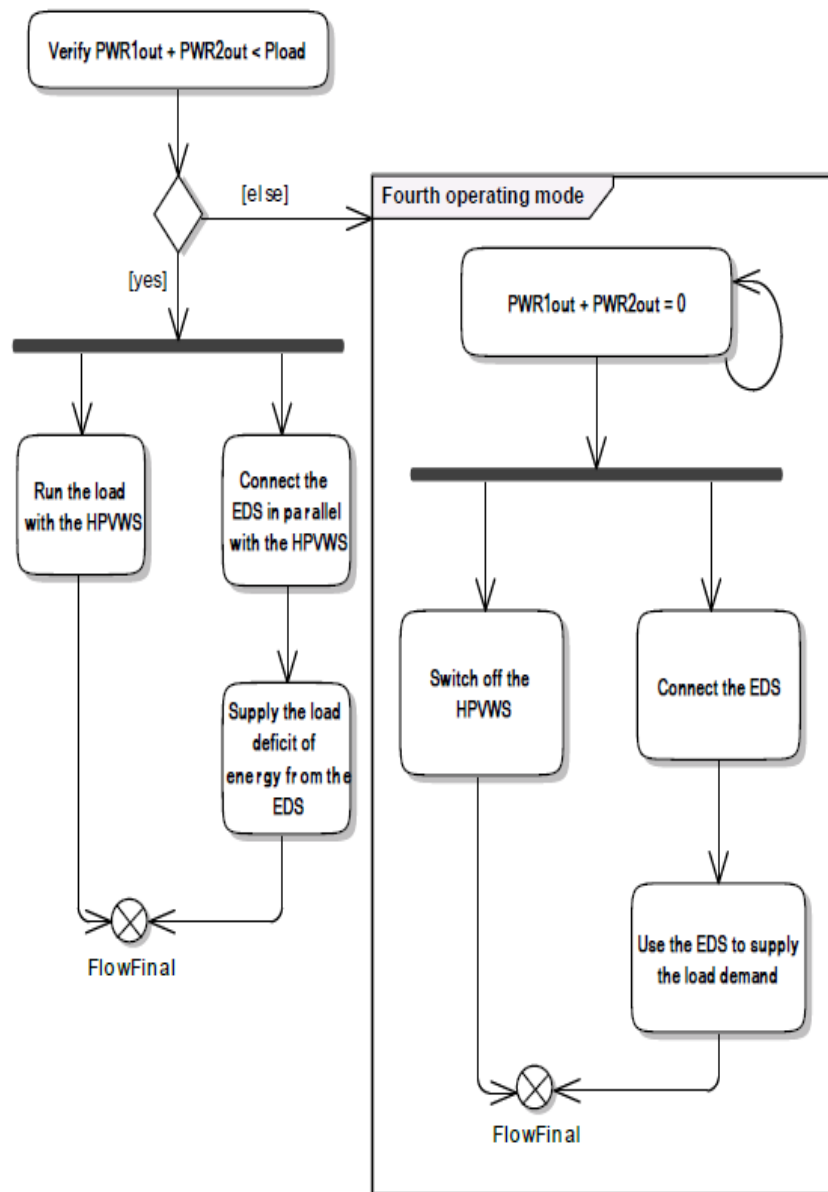 Verify PWR1out + PWR2out < Pload
[else]
[yes]
Run the load
with the HPVWS
Connect the
EDS in parallel
with the HPVWS
Supply the load
deficit of
energy from the
EDS
FlowFinal
Fourth operating mode
PWR1out + PWR2out = 0
Switch off the
HPVWS
Connect the EDS
Use the EDS to supply
the load demand
FlowFinal